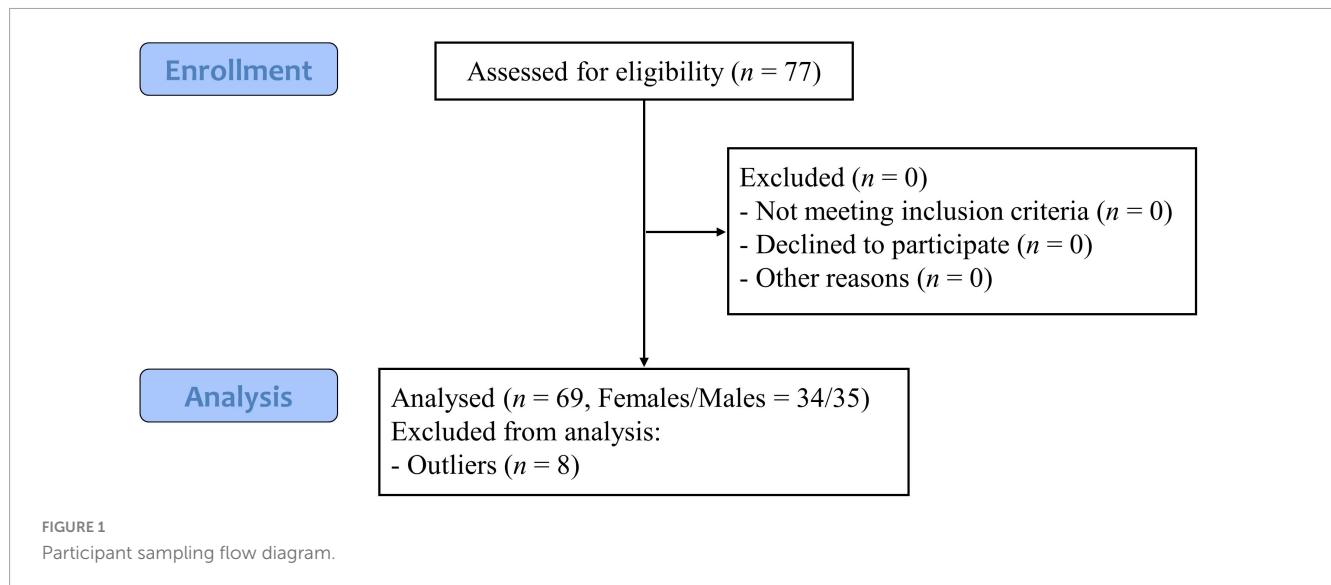 Enrollment
Assessed for eligibility (n = 77)
Excluded (n = 0)
- Not meeting inclusion criteria (n = 0)
- Declined to participate (n = 0)
- Other reasons (n = 0)
Analysis
Analysed (n = 69, Females/Males = 34/35)
Excluded from analysis:
- Outliers (n = 8)
FIGURE 1
Participant sampling flow diagram.